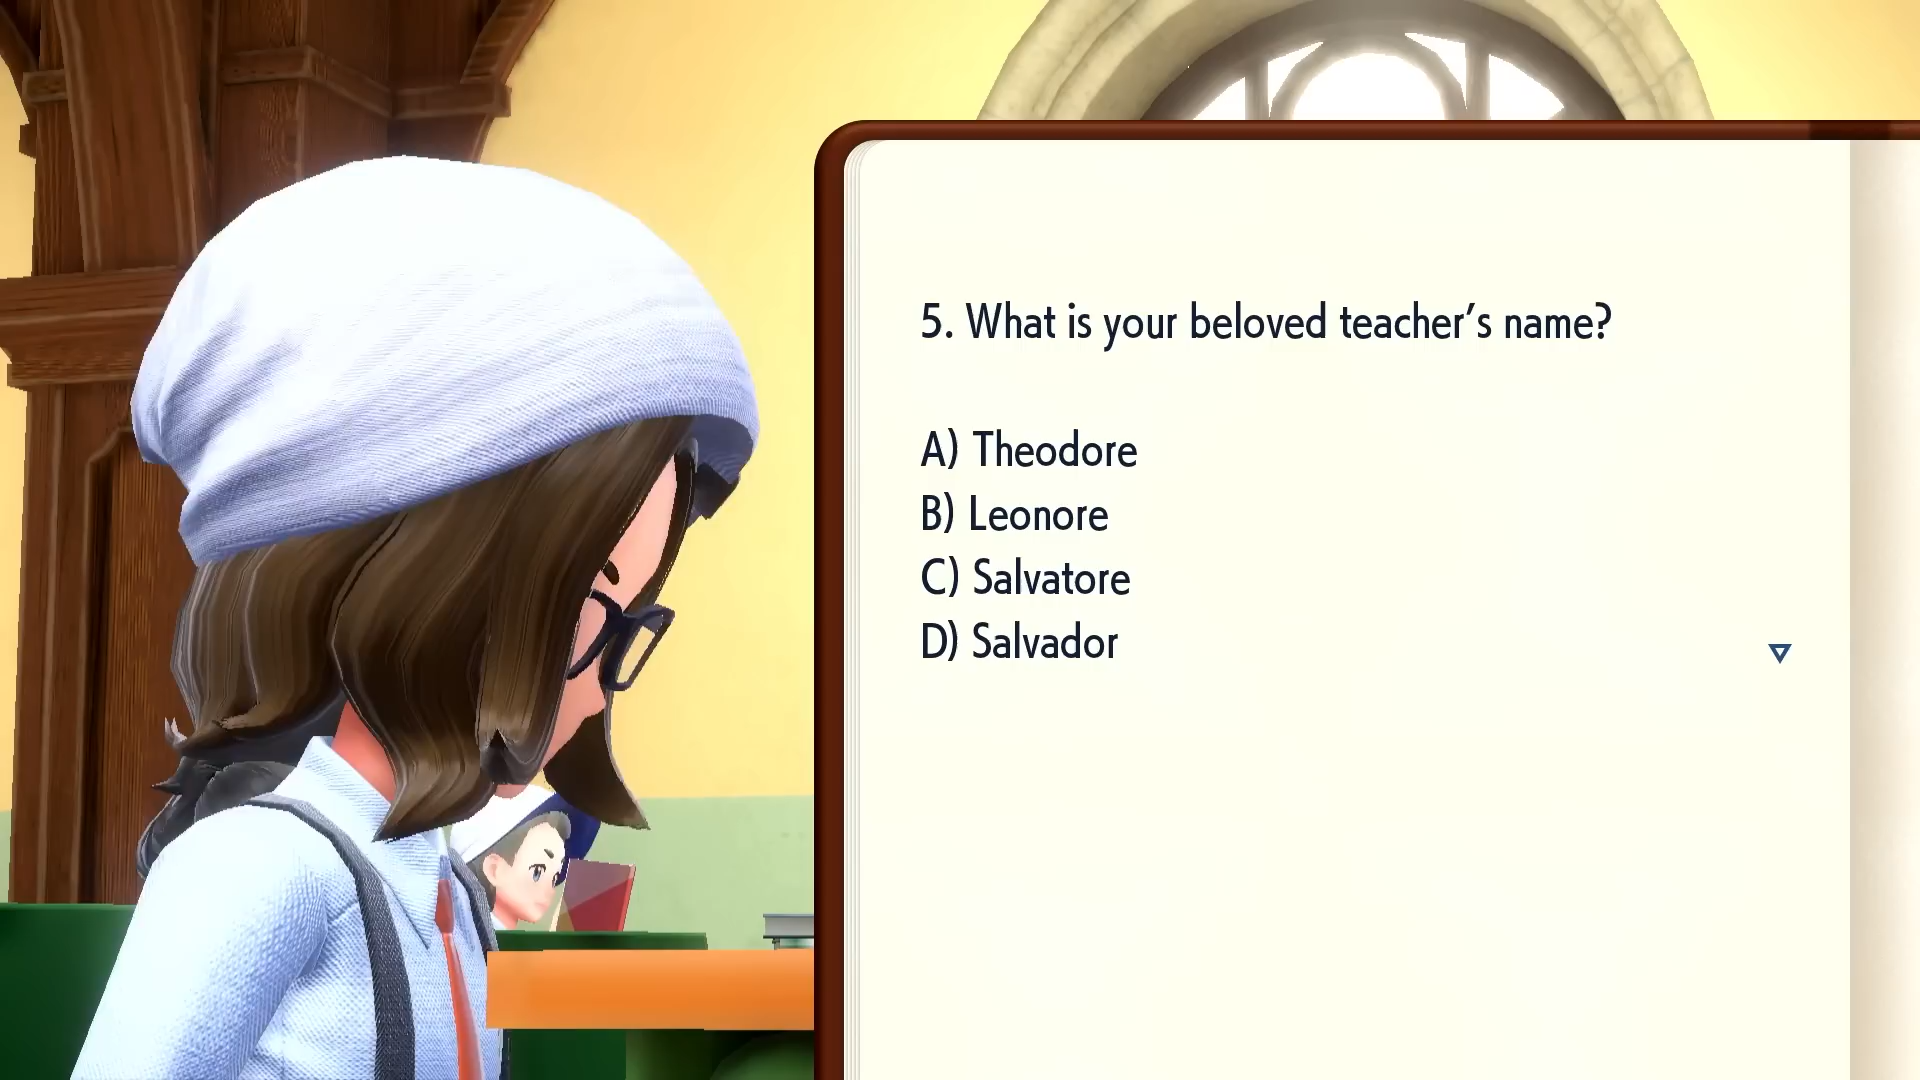 5. What is your beloved teacher’s name?
A) Theodore
B) Leonore
C) Salvatore
D) Salvador